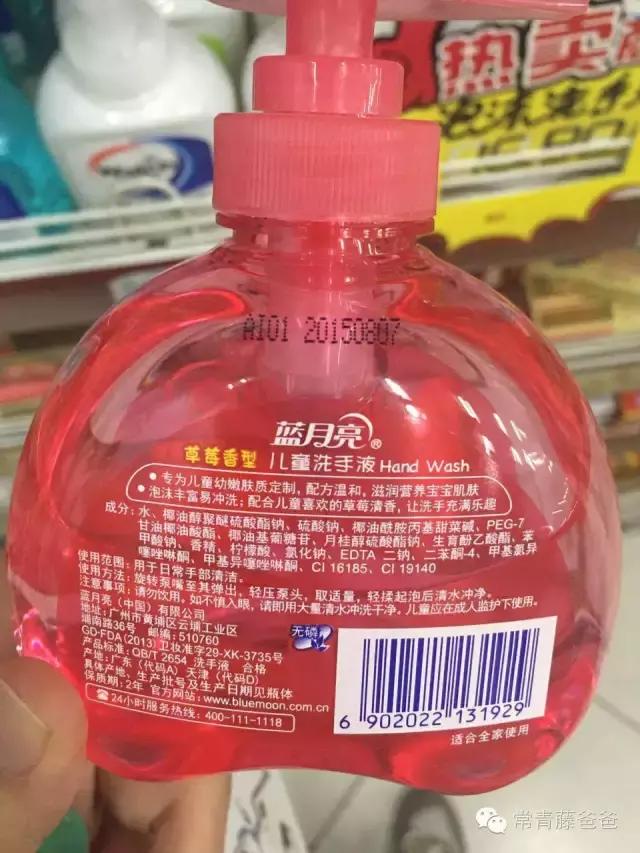 热卖
泡沫洗手
AI01 20150807
蓝月亮®
草莓香型 儿童洗手液 Hand Wash
•专为儿童幼嫩肤质定制，配方温和，滋润营养宝宝肌肤
•泡沫丰富易冲洗；配合儿童喜欢的草莓清香，让洗手充满乐趣
成分：水、椰油醇聚醚硫酸酯钠、硫酸钠、椰油酰胺丙基甜菜碱、PEG-7
甘油椰油酸酯、椰油基葡糖苷、月桂醇硫酸酯钠、生育酚乙酸酯、苯
甲酸钠、香精、柠檬酸、氯化钠、EDTA 二钠、二苯酮-4、甲基氯异
噻唑啉酮、甲基异噻唑啉酮、CI 16185、CI 19140
使用范围：用于日常手部清洁。
使用方法：旋转泵嘴至其弹出，轻压泵头，取适量，轻揉起泡后清水冲净。
注意：请勿饮用，如不慎入眼，请即用大量清水冲洗干净。儿童应在成人监护下使用。
蓝月亮（中国）有限公司
地址：广州市黄埔区云埔工业区
埔南路36号 邮编：510760
GD-FDA (2013) 卫妆准字29-XK-3735号
产品标准：QB/T 2654 洗手液 合格
产地：广东（代码A）天津（代码D）
具体产地、生产批号及生产日期见瓶体
保质期：2年 官方网站：www.bluemoon.com.cn
24小时服务热线：400-111-1118
无磷
6 902022 131929
适合全家使用
常青藤爸爸